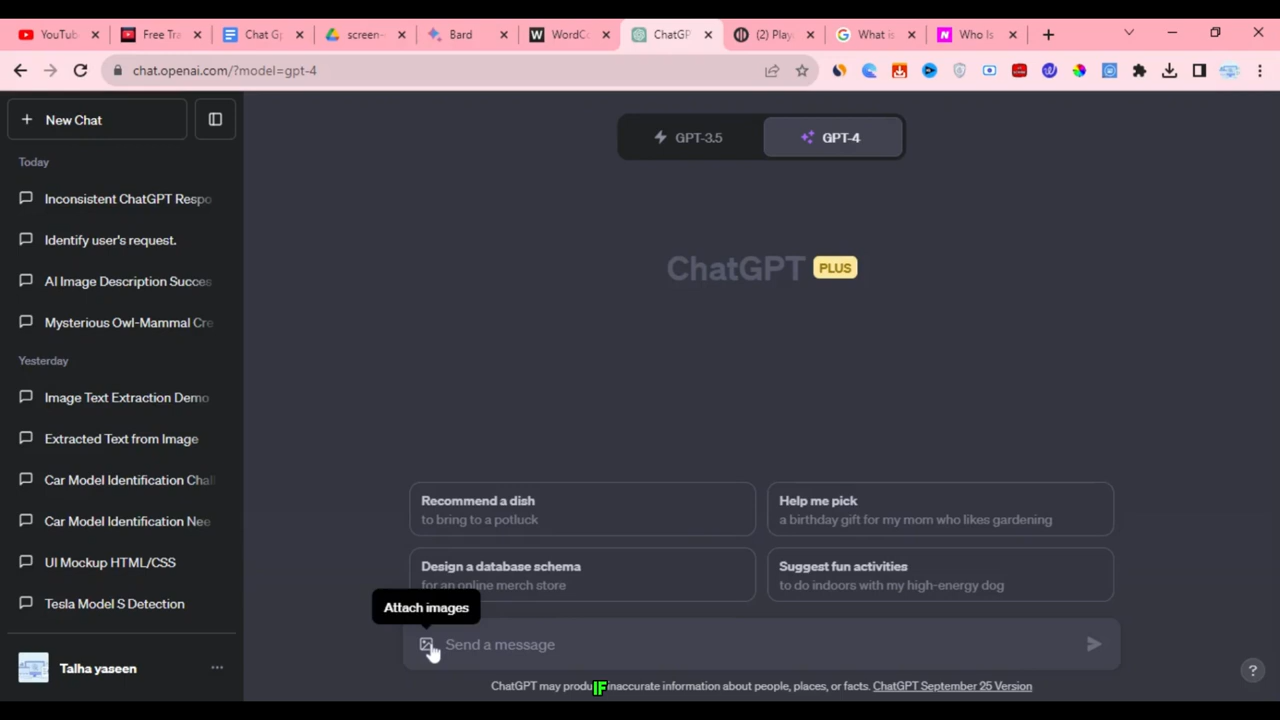 YouTub
Free Tra
Chat Gp
screen-
Bard
WordCo
ChatGP
(2) Play
What is
Who Is
chat.openai.com/?model=gpt-4
New Chat
GPT-3.5
GPT-4
Today
Inconsistent ChatGPT Respo
Identify user's request.
AI Image Description Succes
Mysterious Owl-Mammal Cre
ChatGPT PLUS
Yesterday
Image Text Extraction Demo
Extracted Text from Image
Car Model Identification Chall
Car Model Identification Nee
UI Mockup HTML/CSS
Tesla Model S Detection
Recommend a dish
to bring to a potluck
Help me pick
a birthday gift for my mom who likes gardening
Design a database schema
for an online merch store
Suggest fun activities
to do indoors with my high-energy dog
Attach images
Send a message
Talha yaseen
ChatGPT may produ IF inaccurate information about people, places, or facts. ChatGPT September 25 Version
?